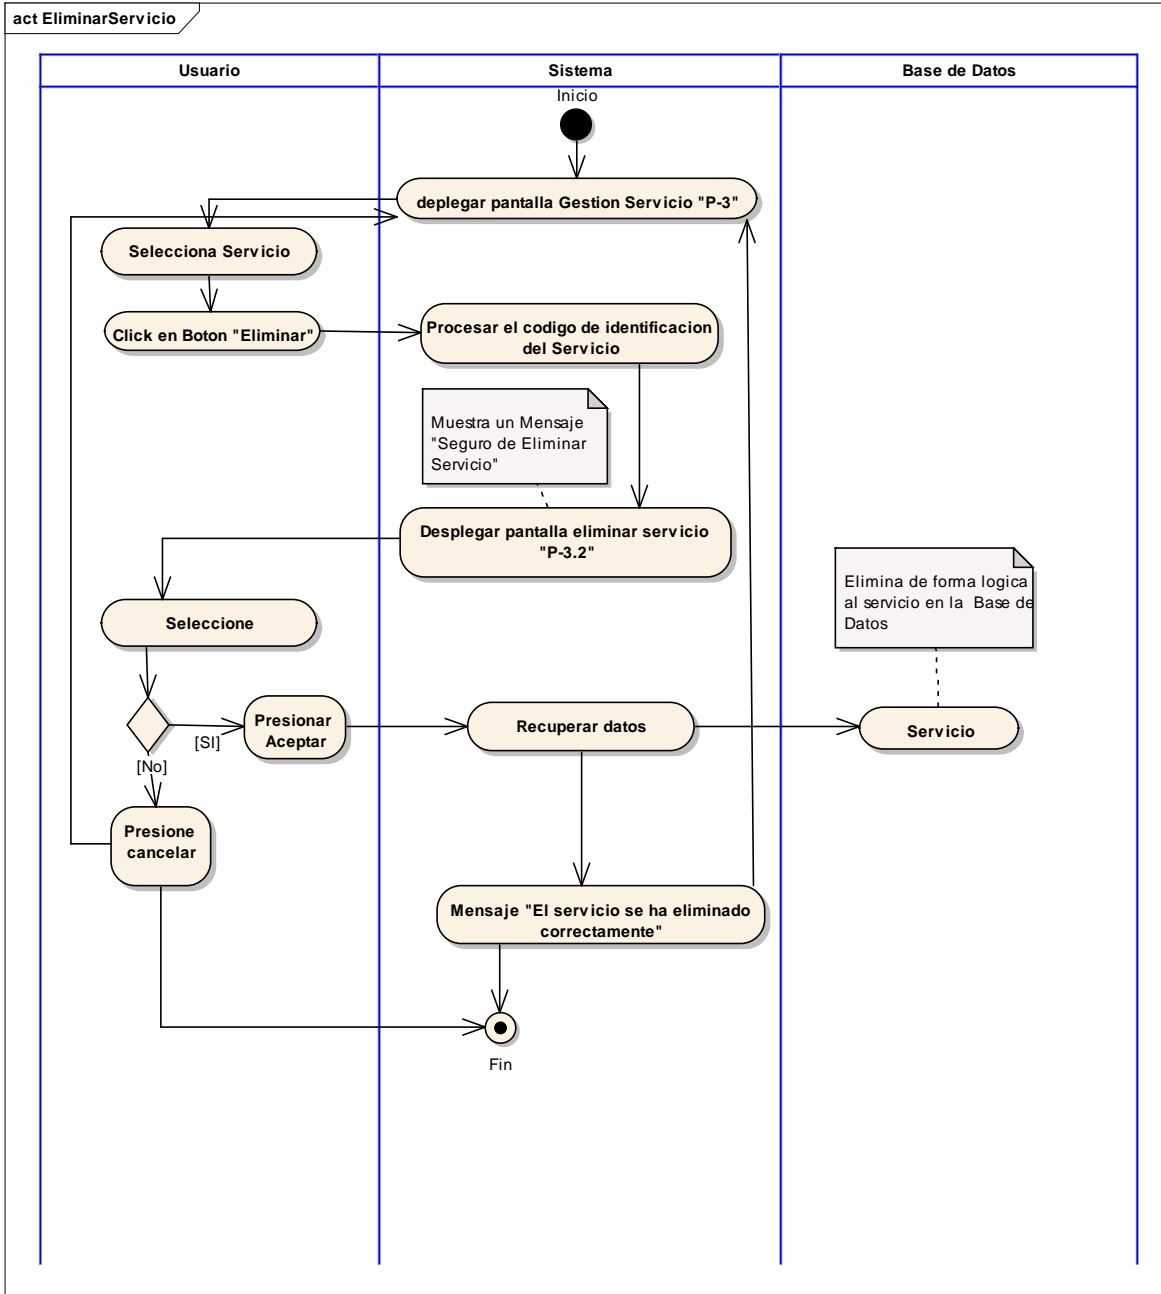 act EliminarServicio
Usuario
Sistema
Base de Datos
Inicio
deplegar pantalla Gestion Servicio "P-3"
Selecciona Servicio
Click en Boton "Eliminar"
Procesar el codigo de identificacion
del Servicio
Muestra un Mensaje
"Seguro de Eliminar
Servicio"
Desplegar pantalla eliminar servicio
"P-3.2"
Elimina de forma logica
al servicio en la Base de
Datos
Seleccione
[SI]
Presionar
Aceptar
Recuperar datos
Servicio
[No]
Presione
cancelar
Mensaje "El servicio se ha eliminado
correctamente"
Fin